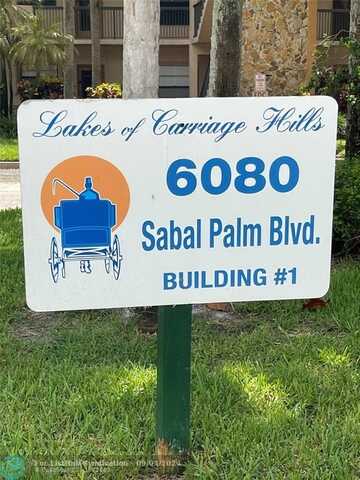 Lakes of Carriage Hills
6080
Sabal Palm Blvd.
BUILDING #1